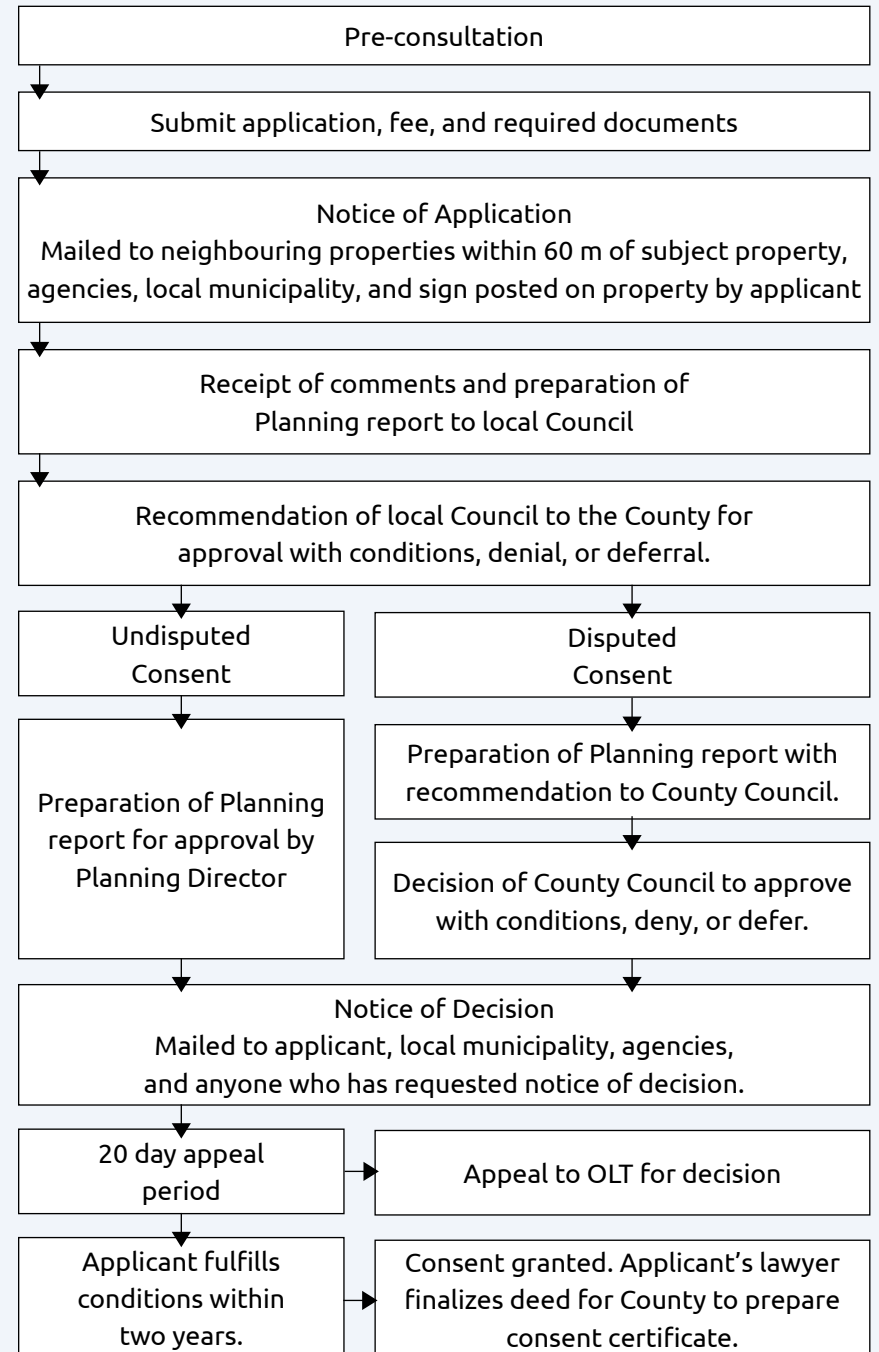 Pre-consultation
Submit application, fee, and required documents
Notice of Application
Mailed to neighbouring properties within 60 m of subject property,
agencies, local municipality, and sign posted on property by applicant
Receipt of comments and preparation of
Planning report to local Council
Recommendation of local Council to the County for
approval with conditions, denial, or deferral.
Undisputed
Consent
Preparation of Planning
report for approval by
Planning Director
Disputed
Consent
Preparation of Planning report with
recommendation to County Council.
Decision of County Council to approve
with conditions, deny, or defer.
Notice of Decision
Mailed to applicant, local municipality, agencies,
and anyone who has requested notice of decision.
20 day appeal
period
Appeal to OLT for decision
Applicant fulfills
conditions within
two years.
Consent granted. Applicant’s lawyer
finalizes deed for County to prepare
consent certificate.